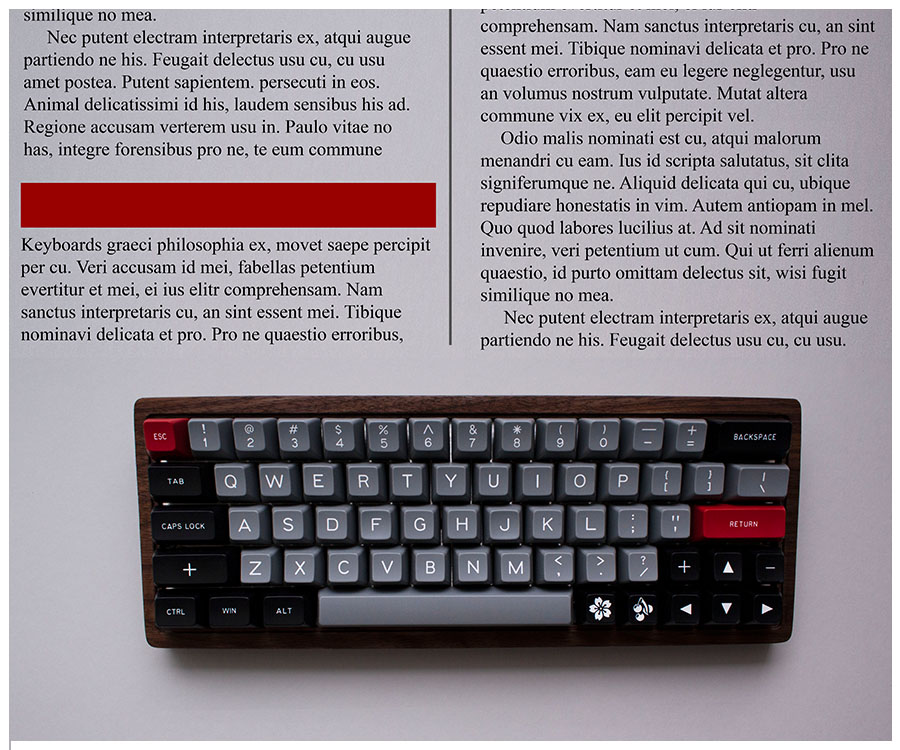 similique no mea.
Nec putent electram interpretaris ex, atqui augue
partiendo ne his. Feugait delectus usu cu, cu usu
amet postea. Putent sapientem. persecuti in eos.
Animal delicatissimi id his, laudem sensibus his ad.
Regione accusam verterem usu in. Paulo vitae no
has, integre forensibus pro ne, te eum commune
Keyboards graeci philosophia ex, movet saepe percipit
per cu. Veri accusam id mei, fabellas petentium
evertitur et mei, ei ius elitr comprehensam. Nam
sanctus interpretaris cu, an sint essent mei. Tibique
nominavi delicata et pro. Pro ne quaestio erroribus,
comprehensam. Nam sanctus interpretaris cu, an sint
essent mei. Tibique nominavi delicata et pro. Pro ne
quaestio erroribus, eam eu legere neglegentur, usu
an volumus nostrum vulputate. Mutat altera
commune vix ex, eu elit percipit vel.
Odio malis nominati est cu, atqui malorum
menandri cu eam. Ius id scripta salutatus, sit clita
signiferumque ne. Aliquid delicata qui cu, ubique
repudiare honestatis in vim. Autem antiopam in mel.
Quo quod labores lucilius at. Ad sit nominati
invenire, veri petentium ut cum. Qui ut ferri alienum
quaestio, id purto omittam delectus sit, wisi fugit
similique no mea.
Nec putent electram interpretaris ex, atqui augue
partiendo ne his. Feugait delectus usu cu, cu usu.
ESC ! 1 @ 2 # 3 $ 4 % 5 ^ 6 & 7 * 8 ( 9 ) 0 — - + = BACKSPACE
TAB Q W E R T Y U I O P { [ } ] | \
CAPS LOCK A S D F G H J K L : ; " ' RETURN
+ Z X C V B N M < , > . ? / + ▲ –
CTRL WIN ALT ◀ ▼ ▶